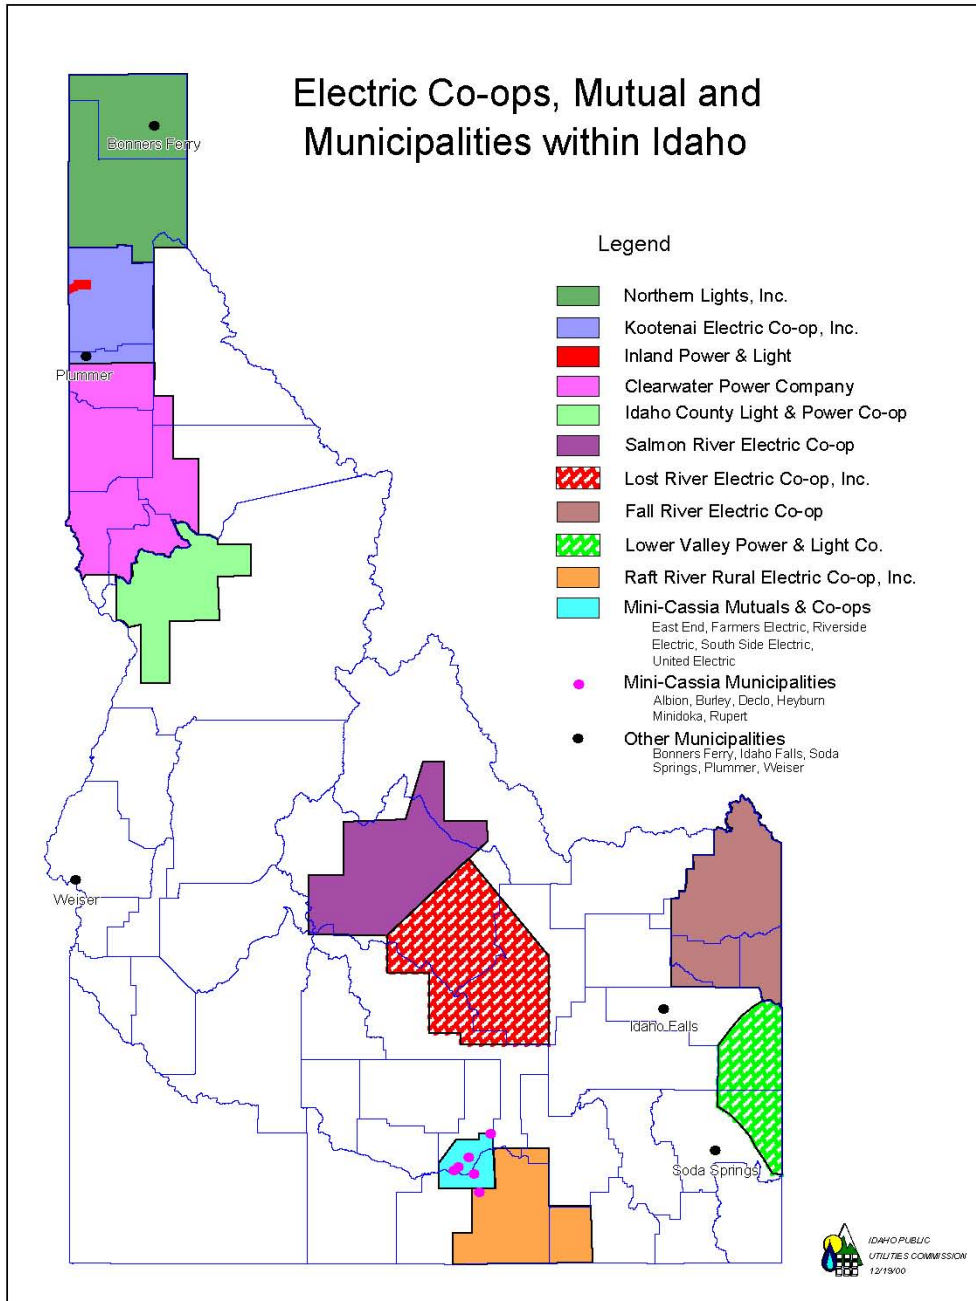 Electric Co-ops, Mutual and
Municipalities within Idaho
Bonners Ferry
Legend
Northern Lights, Inc.
Kootenai Electric Co-op, Inc.
Inland Power & Light
Plummer
Clearwater Power Company
Idaho County Light & Power Co-op
Salmon River Electric Co-op
Lost River Electric Co-op, Inc.
Fall River Electric Co-op
Lower Valley Power & Light Co.
Raft River Rural Electric Co-op, Inc.
Mini-Cassia Mutuals & Co-ops
East End, Farmers Electric, Riverside
Electric, South Side Electric,
United Electric
Mini-Cassia Municipalities
Albion, Burley, Declo, Heyburn
Minidoka, Rupert
Other Municipalities
Bonners Ferry, Idaho Falls, Soda
Springs, Plummer, Weiser
Weiser
Idaho Falls
Soda Springs
IDAHO PUBLIC
UTILITIES COMMISSION
12/19/00